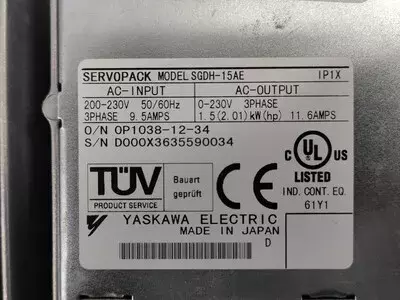 SERVOPACK MODEL SGDH-15AE IP1X
AC-INPUT AC-OUTPUT
200-230V 50/60Hz 0-230V 3PHASE
3PHASE 9.5AMPS 1.5(2.01)kW(hp) 11.6AMPS
O/N OP1038-12-34
S/N D000X3635590034
TÜV
PRODUCT SERVICE
Bauart
geprüft
CE
C UL US
LISTED
IND. CONT. EQ.
61Y1
YASKAWA ELECTRIC
MADE IN JAPAN
D